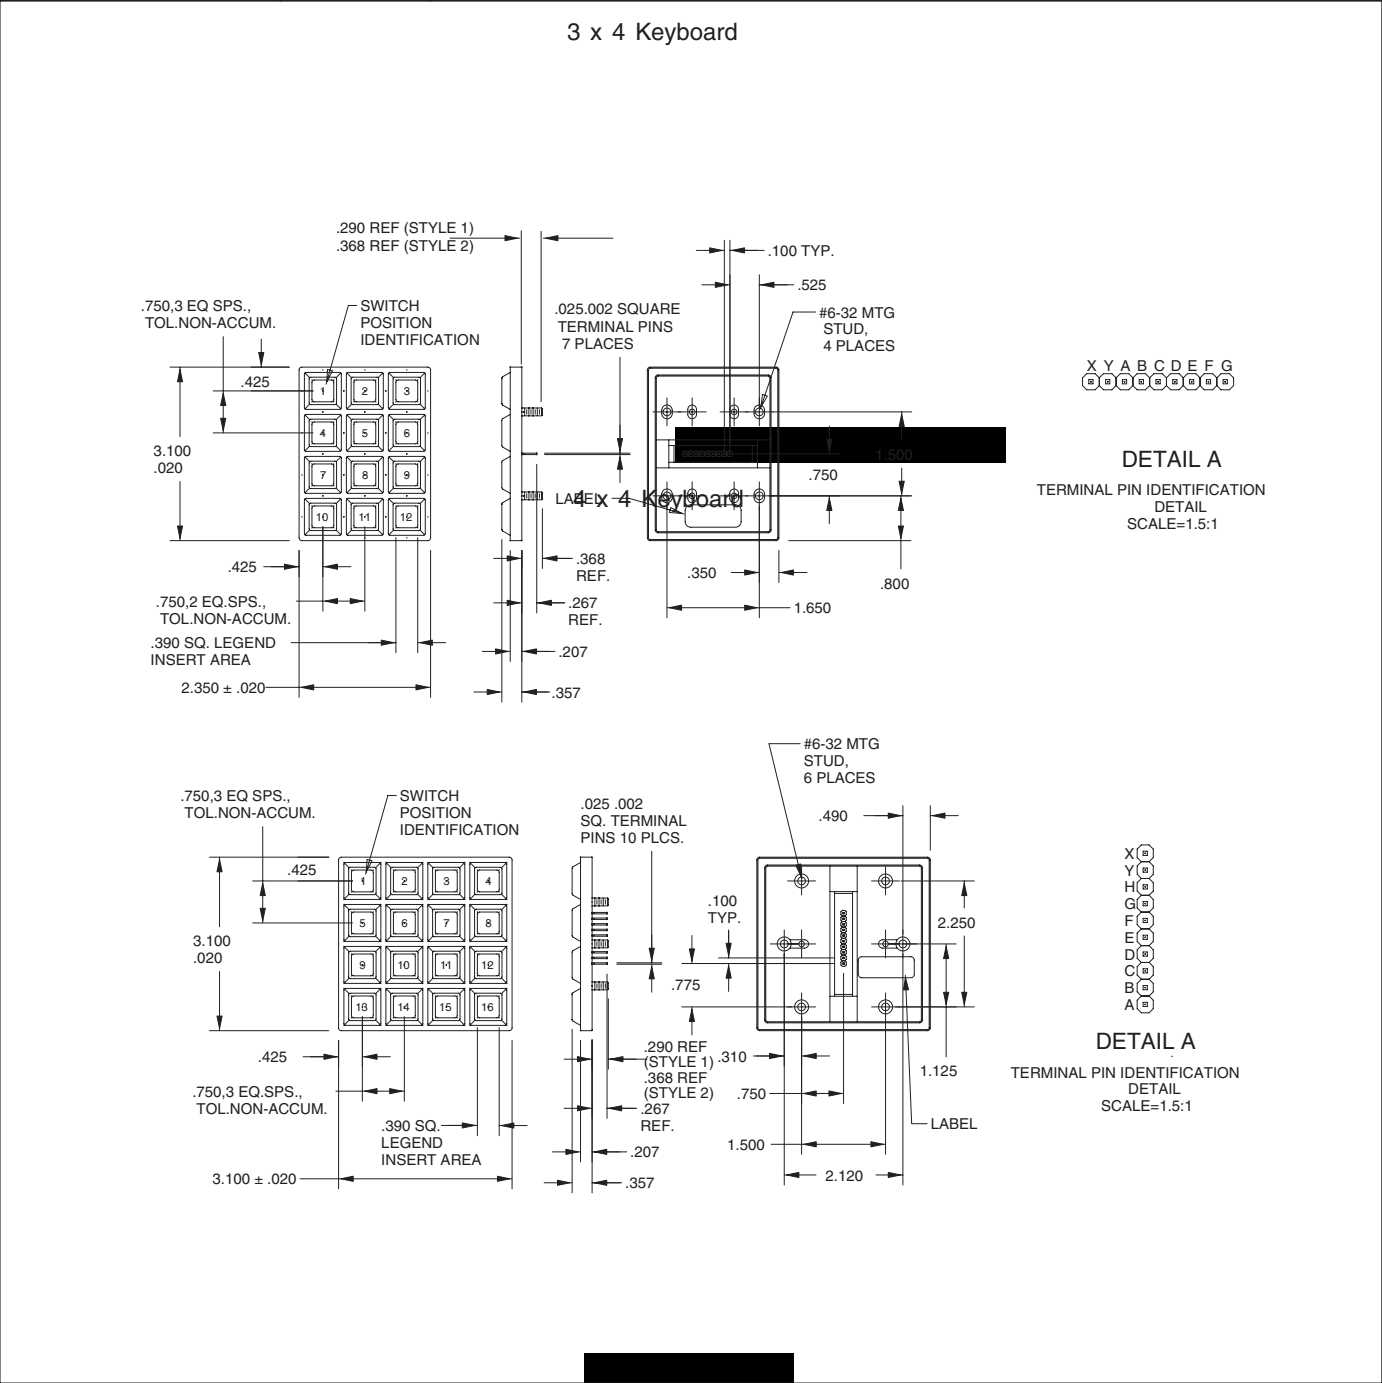 3 x 4 Keyboard
.290 REF (STYLE 1)
.368 REF (STYLE 2)
.100 TYP.
.525
.750,3 EQ SPS.,
TOL.NON-ACCUM.
SWITCH
POSITION
IDENTIFICATION
.025.002 SQUARE
TERMINAL PINS
7 PLACES
#6-32 MTG
STUD,
4 PLACES
X Y A B C D E F G
.425
1 2 3
4 5 6
7 8 9
10 11 12
3.100
.020
1.500
.750
LABEL
DETAIL A
TERMINAL PIN IDENTIFICATION
DETAIL
SCALE=1.5:1
4 x 4 Keyboard
.425
.368
REF.
.350
.800
.750,2 EQ.SPS.,
TOL.NON-ACCUM.
.267
REF.
1.650
.390 SQ. LEGEND
INSERT AREA
.207
2.350 ± .020
.357
#6-32 MTG
STUD,
6 PLACES
.750,3 EQ SPS.,
TOL.NON-ACCUM.
SWITCH
POSITION
IDENTIFICATION
.025 .002
SQ. TERMINAL
PINS 10 PLCS.
.490
.425
1 2 3 4
5 6 7 8
9 10 11 12
13 14 15 16
3.100
.020
.100
TYP.
2.250
.775
X
Y
H
G
F
E
D
C
B
A
DETAIL A
TERMINAL PIN IDENTIFICATION
DETAIL
SCALE=1.5:1
.425
.290 REF
(STYLE 1)
.368 REF
(STYLE 2)
.310
1.125
.750,3 EQ.SPS.,
TOL.NON-ACCUM.
.750
.267
REF.
LABEL
.390 SQ.
LEGEND
INSERT AREA
.207
1.500
3.100 ± .020
.357
2.120